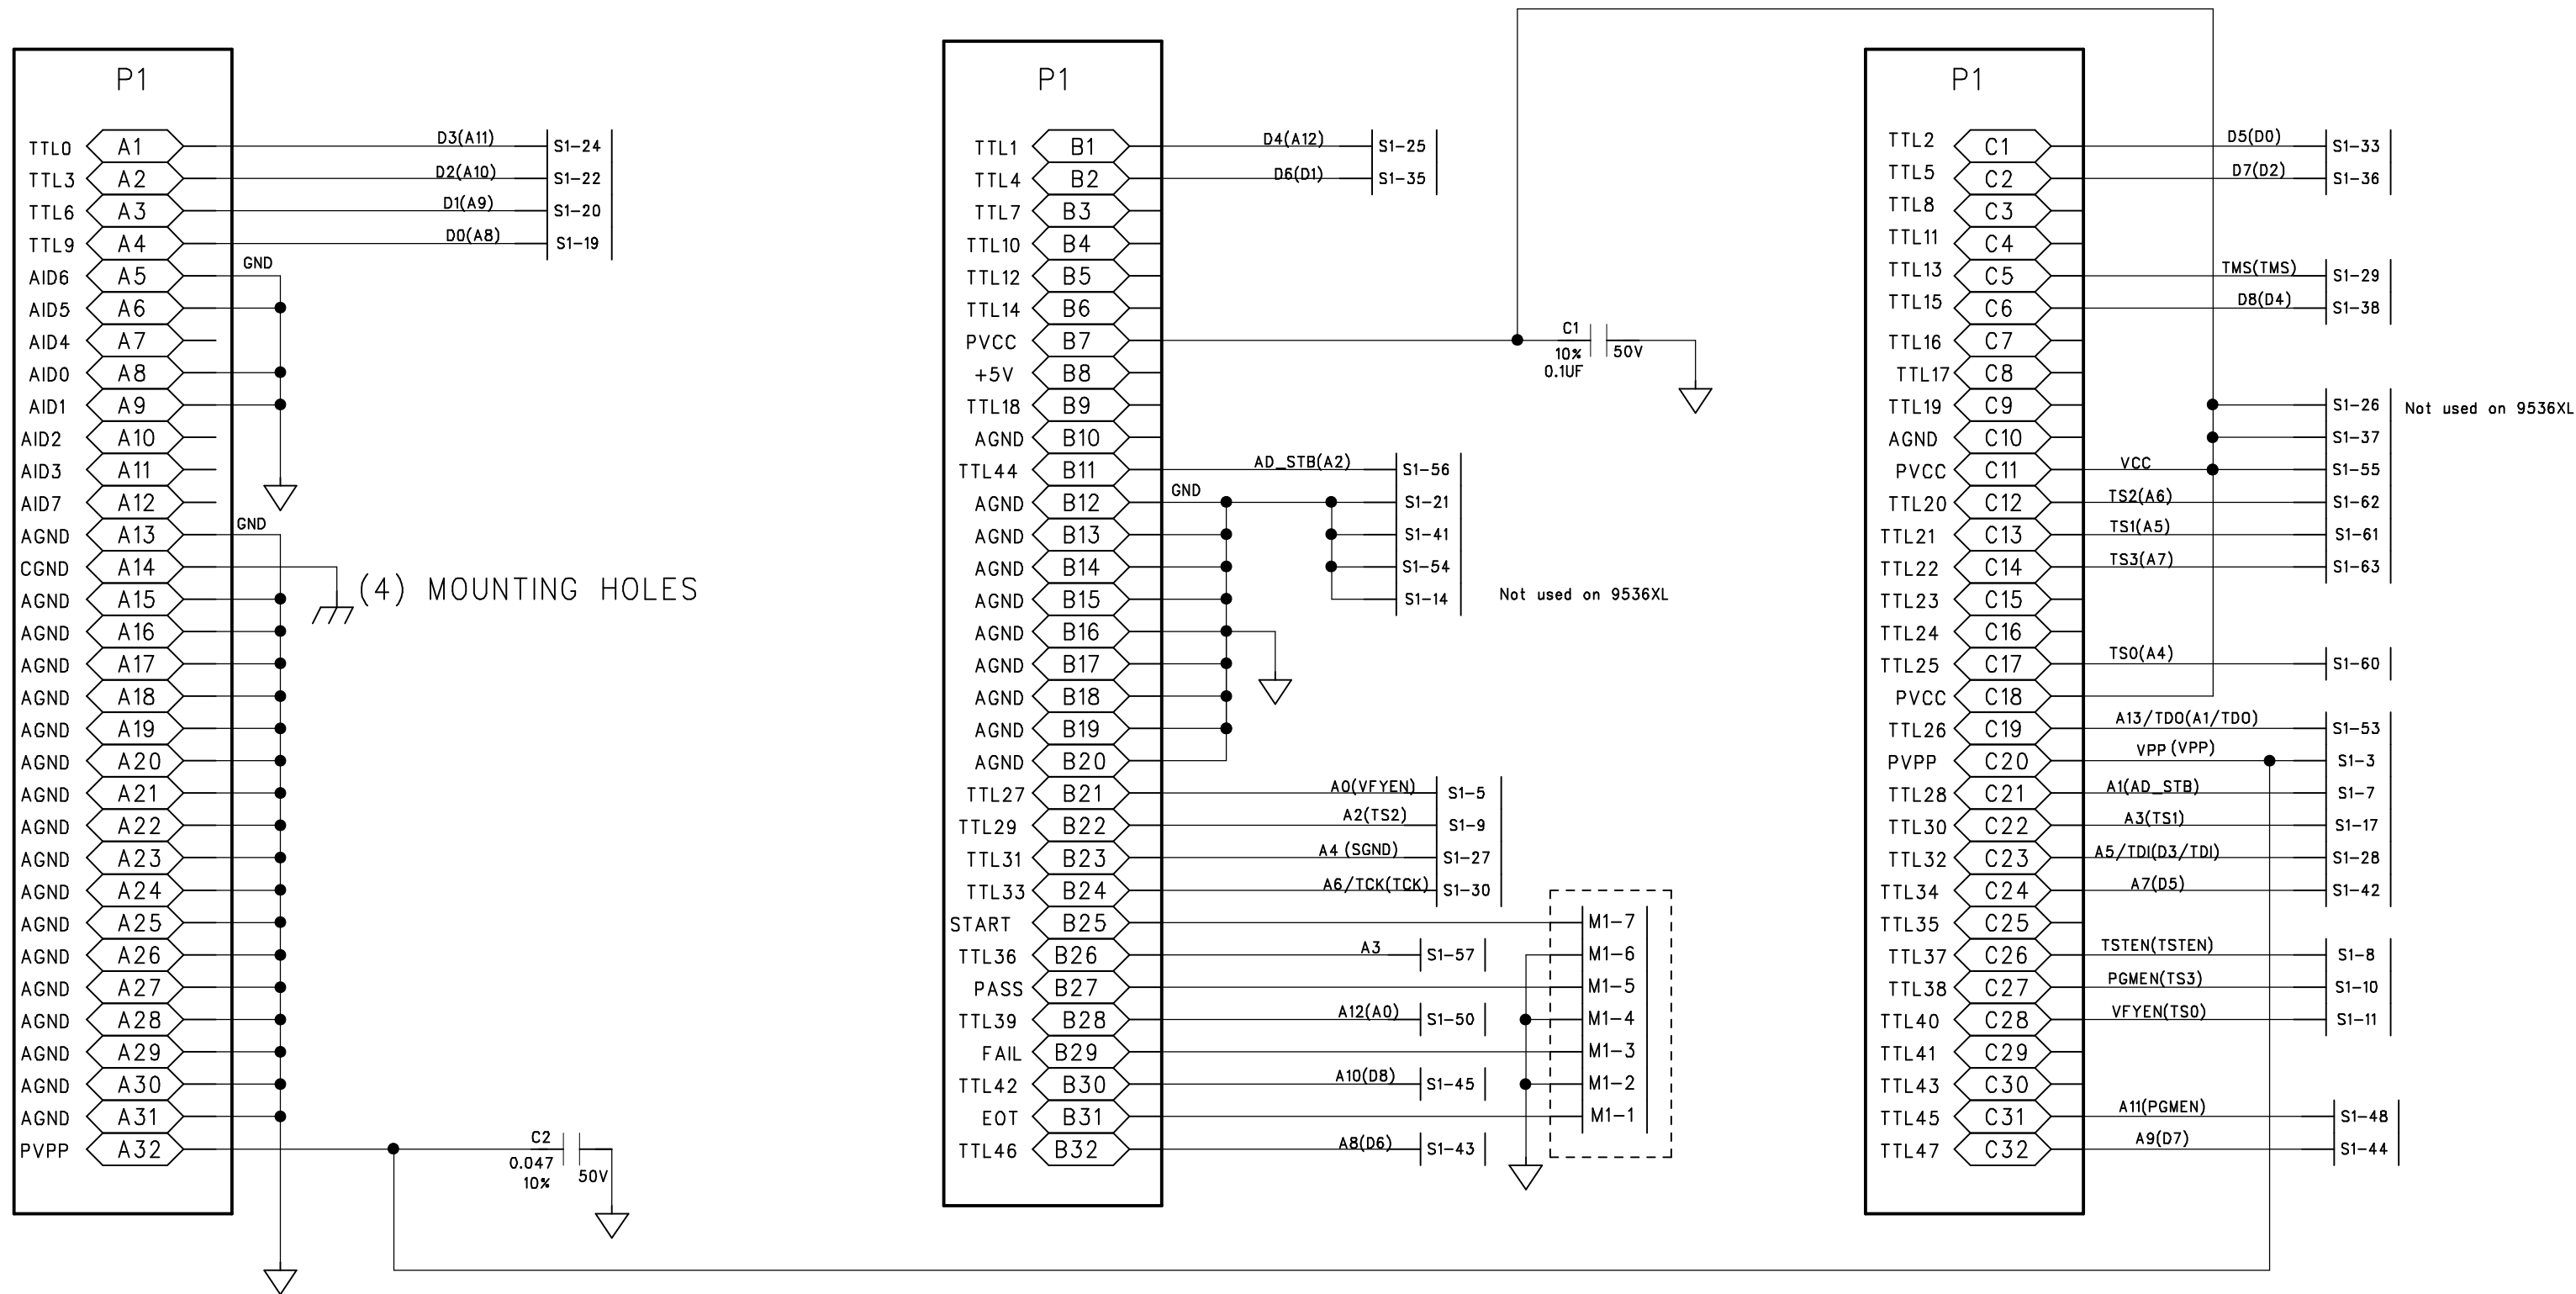 P1
TTL0 A1 D3(A11) S1-24
TTL3 A2 D2(A10) S1-22
TTL6 A3 D1(A9) S1-20
TTL9 A4 D0(A8) S1-19
AID6 A5 GND
AID5 A6
AID4 A7
AID0 A8
AID1 A9
AID2 A10
AID3 A11
AID7 A12
AGND A13 GND
CGND A14 (4) MOUNTING HOLES
AGND A15
AGND A16
AGND A17
AGND A18
AGND A19
AGND A20
AGND A21
AGND A22
AGND A23
AGND A24
AGND A25
AGND A26
AGND A27
AGND A28
AGND A29
AGND A30
AGND A31
PVPP A32 C2
0.047 50V
10%
P1
TTL1 B1 D4(A12) S1-25
TTL4 B2 D6(D1) S1-35
TTL7 B3
TTL10 B4
TTL12 B5
TTL14 B6
PVCC B7 C1
10% 50V
0.1UF
+5V B8
TTL18 B9
AGND B10
TTL44 B11 AD_STB(A2) S1-56
AGND B12 GND S1-21
AGND B13 S1-41
AGND B14 S1-54
AGND B15 S1-14 Not used on 9536XL
AGND B16
AGND B17
AGND B18
AGND B19
AGND B20
TTL27 B21 A0(VFYEN) S1-5
TTL29 B22 A2(TS2) S1-9
TTL31 B23 A4 (SGND) S1-27
TTL33 B24 A6/TCK(TCK) S1-30
START B25 M1-7
TTL36 B26 A3 S1-57 M1-6
PASS B27 M1-5
TTL39 B28 A12(A0) S1-50 M1-4
FAIL B29 M1-3
TTL42 B30 A10(D8) S1-45 M1-2
EOT B31 M1-1
TTL46 B32 A8(D6) S1-43
P1
TTL2 C1 D5(D0) S1-33
TTL5 C2 D7(D2) S1-36
TTL8 C3
TTL11 C4
TTL13 C5 TMS(TMS) S1-29
TTL15 C6 D8(D4) S1-38
TTL16 C7
TTL17 C8
TTL19 C9 S1-26 Not used on 9536XL
AGND C10 S1-37
PVCC C11 VCC S1-55
TTL20 C12 TS2(A6) S1-62
TTL21 C13 TS1(A5) S1-61
TTL22 C14 TS3(A7) S1-63
TTL23 C15
TTL24 C16
TTL25 C17 TS0(A4) S1-60
PVCC C18
TTL26 C19 A13/TDO(A1/TDO) S1-53
PVPP C20 VPP (VPP) S1-3
TTL28 C21 A1(AD_STB) S1-7
TTL30 C22 A3(TS1) S1-17
TTL32 C23 A5/TDI(D3/TDI) S1-28
TTL34 C24 A7(D5) S1-42
TTL35 C25
TTL37 C26 TSTEN(TSTEN) S1-8
TTL38 C27 PGMEN(TS3) S1-10
TTL40 C28 VFYEN(TS0) S1-11
TTL41 C29
TTL43 C30
TTL45 C31 A11(PGMEN) S1-48
TTL47 C32 A9(D7) S1-44